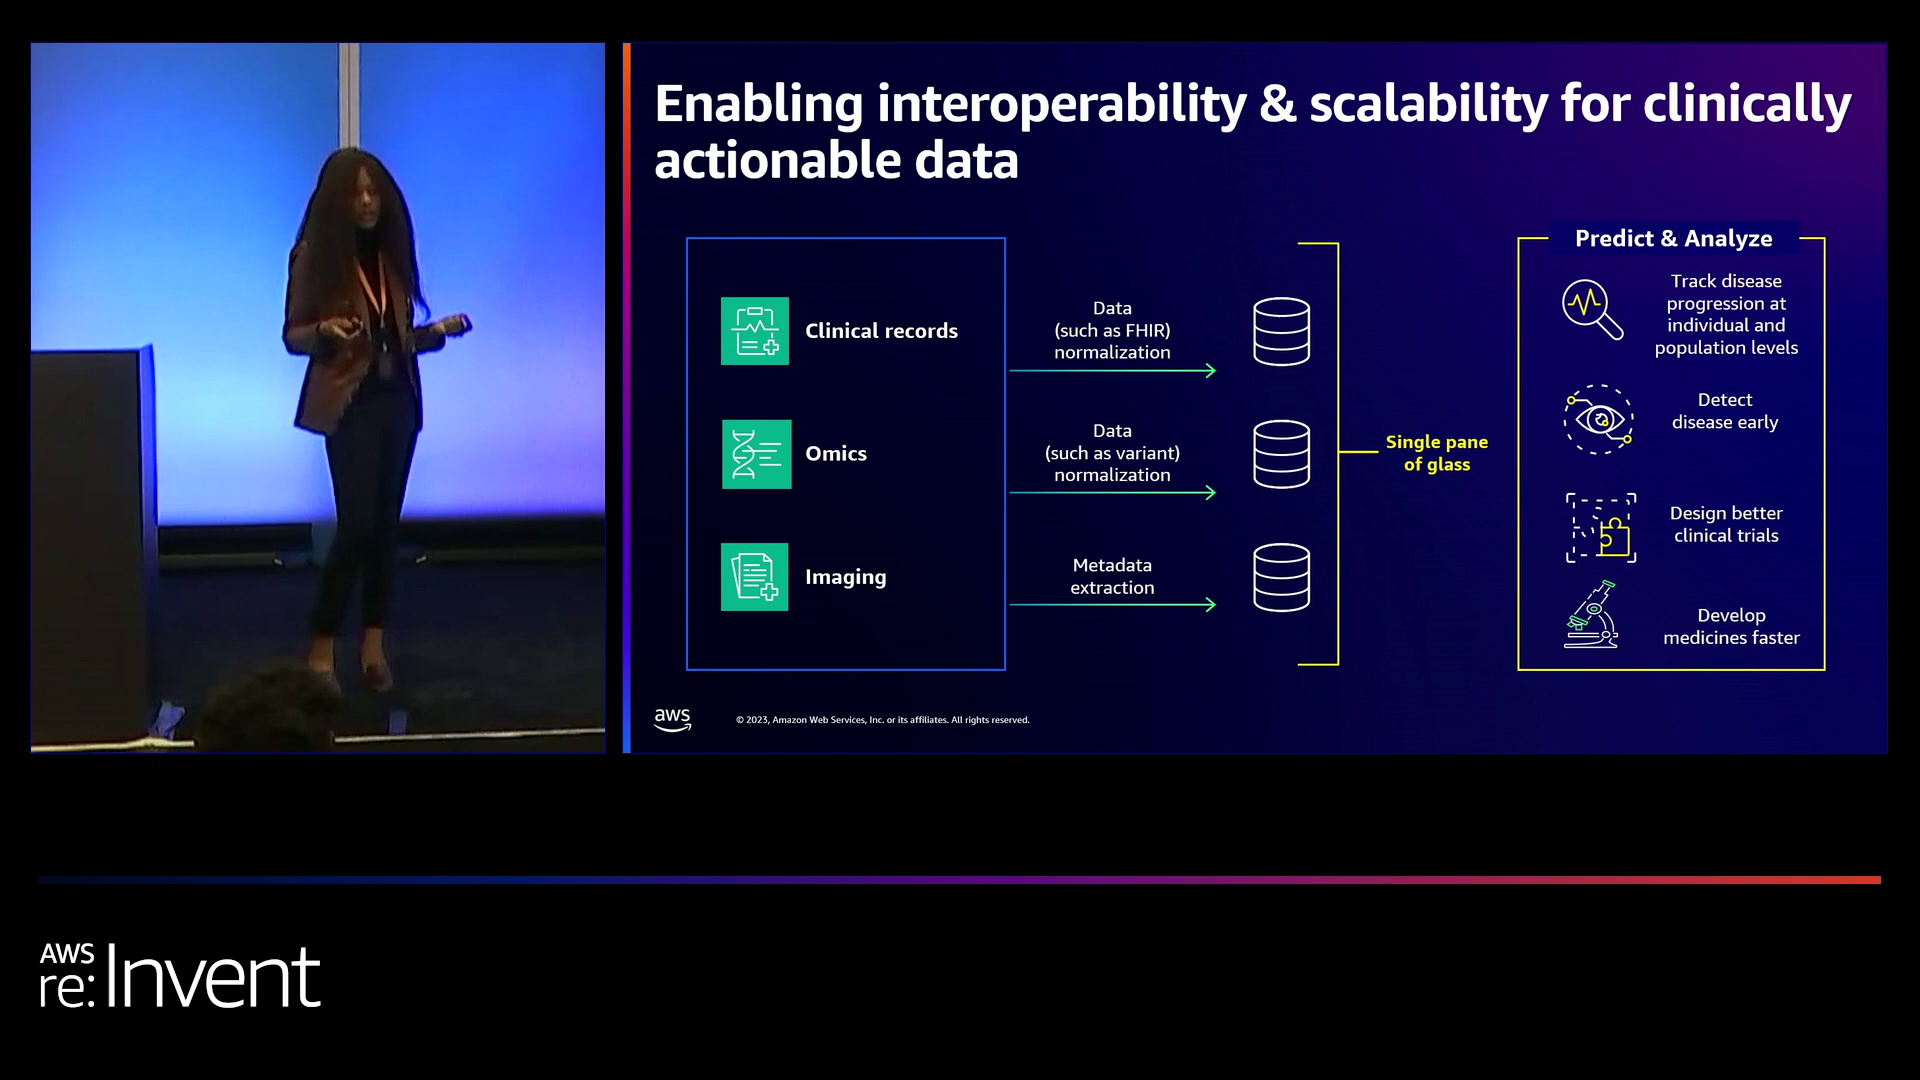 Enabling interoperability & scalability for clinically
actionable data
Clinical records
Data
(such as FHIR)
normalization
Omics
Data
(such as variant)
normalization
Imaging
Metadata
extraction
Single pane
of glass
Predict & Analyze
Track disease
progression at
individual and
population levels
Detect
disease early
Design better
clinical trials
Develop
medicines faster
aws
© 2023, Amazon Web Services, Inc. or its affiliates. All rights reserved.
AWS
re:Invent